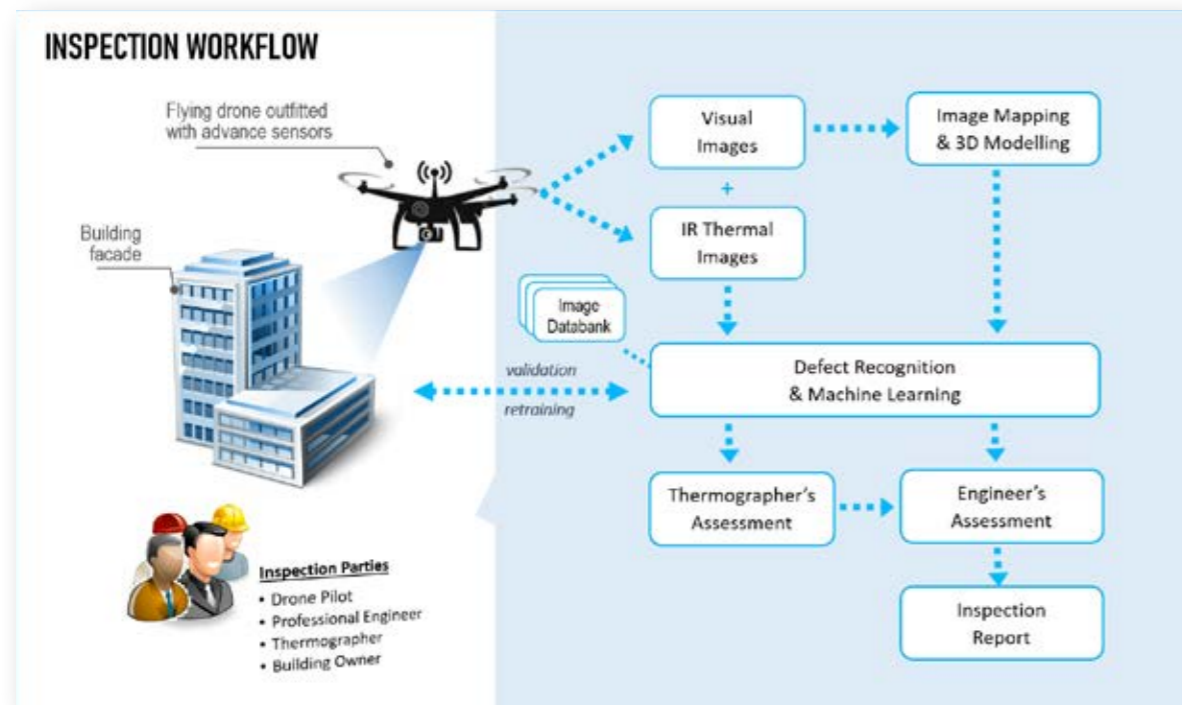 INSPECTION WORKFLOW
Flying drone outfitted
with advance sensors
Building
facade
Visual
Images
+
IR Thermal
Images
Image Mapping
& 3D Modelling
Image
Databank
validation
retraining
Defect Recognition
& Machine Learning
Thermographer's
Assessment
Engineer's
Assessment
Inspection
Report
Inspection Parties
• Drone Pilot
• Professional Engineer
• Thermographer
• Building Owner